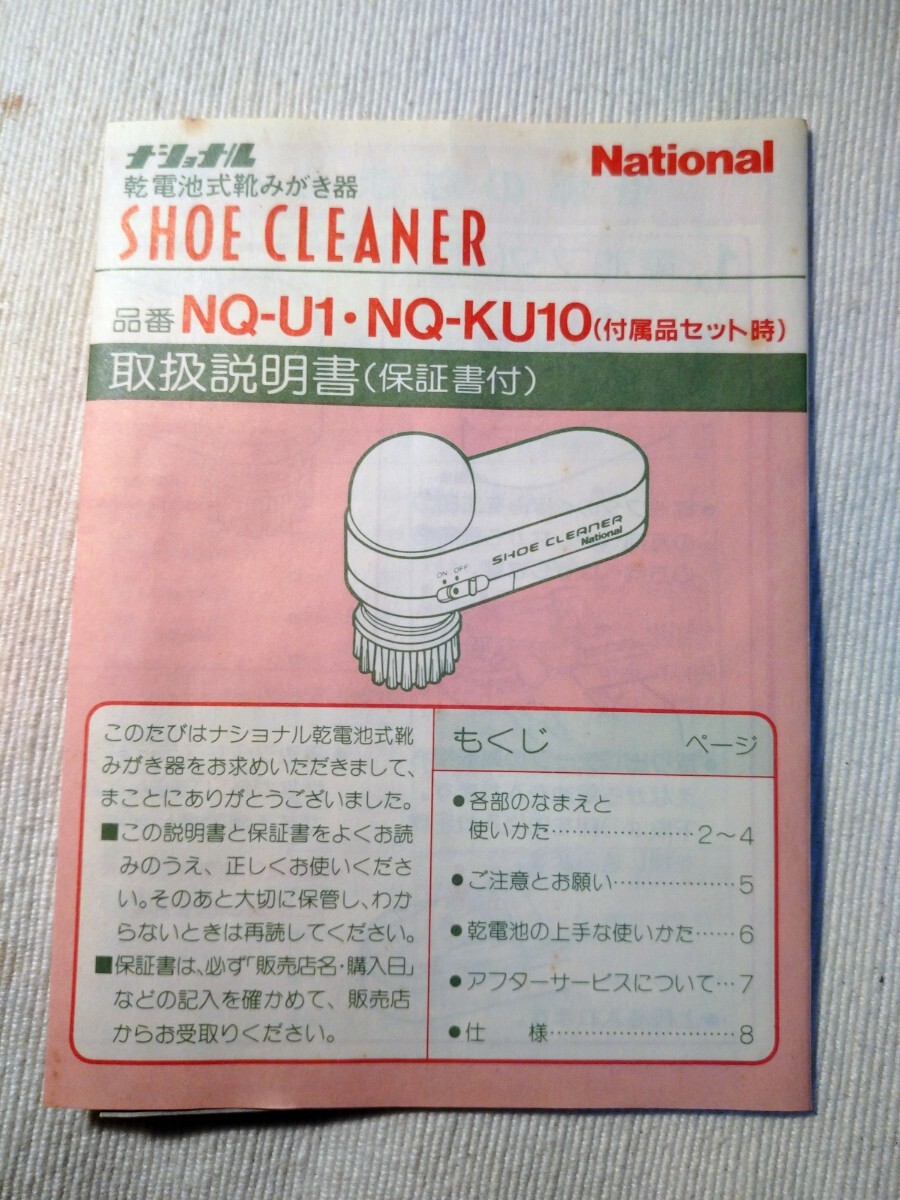 ナショナル
National
乾電池式靴みがき器
SHOE CLEANER
品番 NQ-U1・NQ-KU10(付属品セット時)
取扱説明書(保証書付)
SHOE CLEANER
National
ON OFF
このたびはナショナル乾電池式靴
みがき器をお求めいただきまして、
まことにありがとうございました。
■この説明書と保証書をよくお読
みのうえ、正しくお使いくださ
い。そのあと大切に保管し、わか
らないときは再読してください。
■保証書は、必ず「販売店名・購入日」
などの記入を確かめて、販売店
からお受取りください。
もくじ ページ
●各部のなまえと
使いかた…………………2〜4
●ご注意とお願い………………5
●乾電池の上手な使いかた……6
●アフターサービスについて…7
●仕 様………………………8